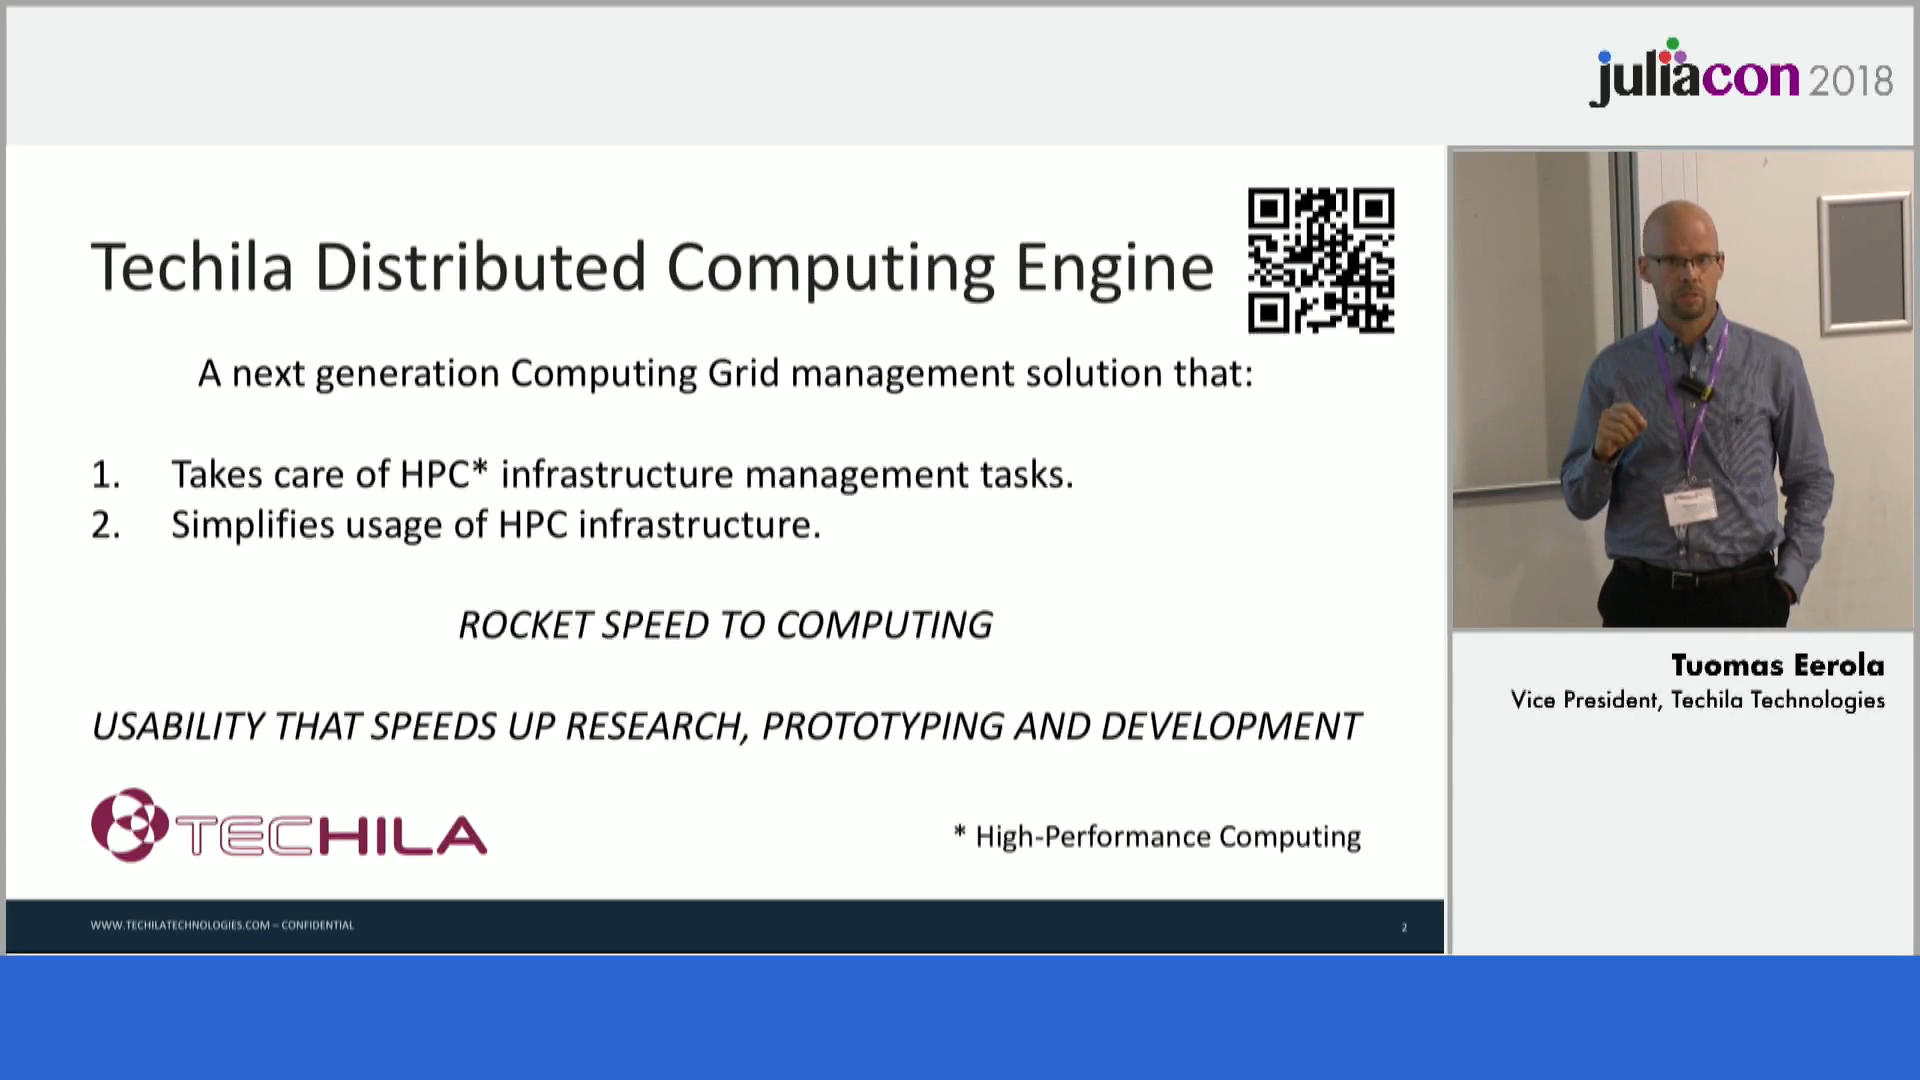 juliacon 2018
Techila Distributed Computing Engine
A next generation Computing Grid management solution that:
1. Takes care of HPC* infrastructure management tasks.
2. Simplifies usage of HPC infrastructure.
ROCKET SPEED TO COMPUTING
USABILITY THAT SPEEDS UP RESEARCH, PROTOTYPING AND DEVELOPMENT
TECHILA
* High-Performance Computing
WWW.TECHILATECHNOLOGIES.COM – CONFIDENTIAL
2
Tuomas Eerola
Vice President, Techila Technologies